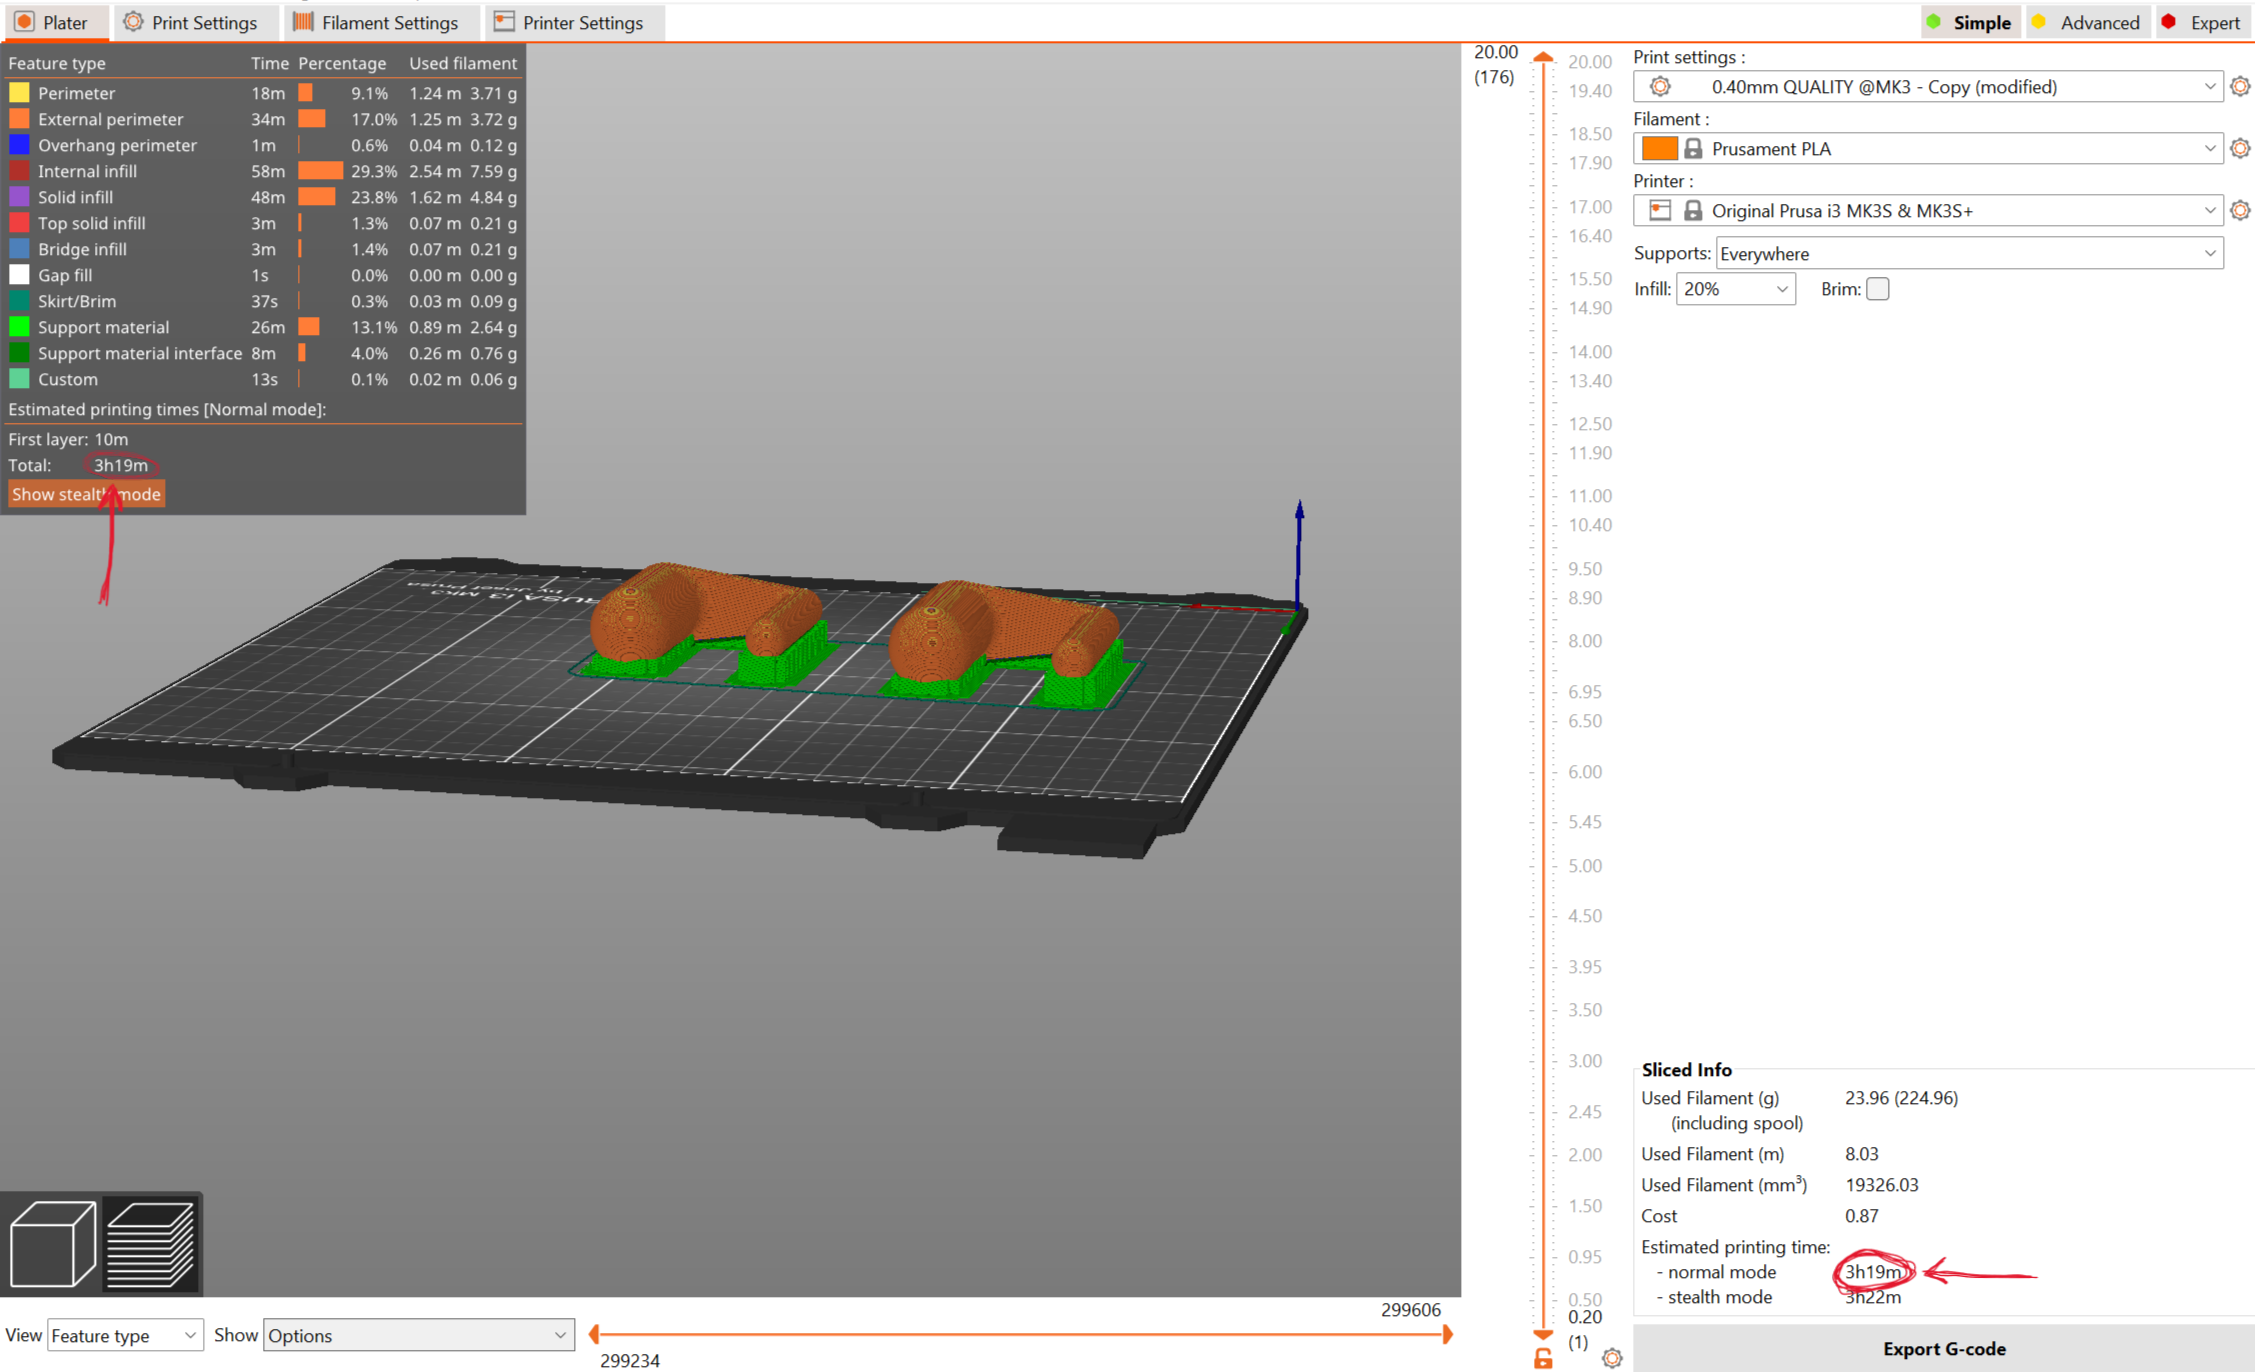 Plater Print Settings Filament Settings Printer Settings Simple Advanced Expert
Feature type Time Percentage Used filament
Perimeter 18m 9.1% 1.24 m 3.71 g
External perimeter 34m 17.0% 1.25 m 3.72 g
Overhang perimeter 1m 0.6% 0.04 m 0.12 g
Internal infill 58m 29.3% 2.54 m 7.59 g
Solid infill 48m 23.8% 1.62 m 4.84 g
Top solid infill 3m 1.3% 0.07 m 0.21 g
Bridge infill 3m 1.4% 0.07 m 0.21 g
Gap fill 1s 0.0% 0.00 m 0.00 g
Skirt/Brim 37s 0.3% 0.03 m 0.09 g
Support material 26m 13.1% 0.89 m 2.64 g
Support material interface 8m 4.0% 0.26 m 0.76 g
Custom 13s 0.1% 0.02 m 0.06 g
Estimated printing times [Normal mode]:
First layer: 10m
Total: 3h19m
Show stealth mode
20.00
(176)
20.00
19.40
18.50
17.90
17.00
16.40
15.50
14.90
14.00
13.40
12.50
11.90
11.00
10.40
9.50
8.90
8.00
6.95
6.50
6.00
5.45
5.00
4.50
3.95
3.50
3.00
2.45
2.00
1.50
0.95
0.50
0.20
(1)
Print settings :
0.40mm QUALITY @MK3 - Copy (modified)
Filament :
Prusament PLA
Printer :
Original Prusa i3 MK3S & MK3S+
Supports: Everywhere
Infill: 20% Brim:
Sliced Info
Used Filament (g) 23.96 (224.96)
(including spool)
Used Filament (m) 8.03
Used Filament (mm³) 19326.03
Cost 0.87
Estimated printing time:
- normal mode 3h19m
- stealth mode 3h22m
Export G-code
299606
View Feature type Show Options
299234